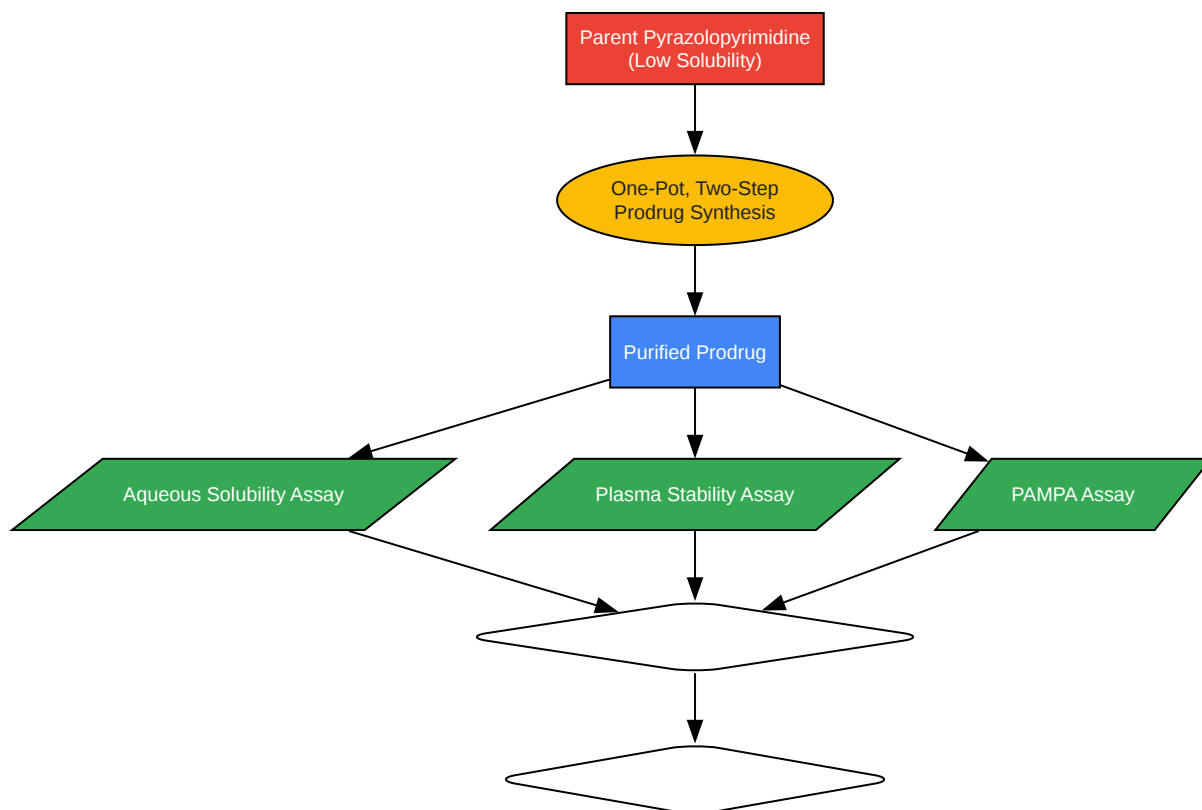 Parent Pyrazolopyrimidine
(Low Solubility)
One-Pot, Two-Step
Prodrug Synthesis
Purified Prodrug
Aqueous Solubility Assay
Plasma Stability Assay
PAMPA Assay